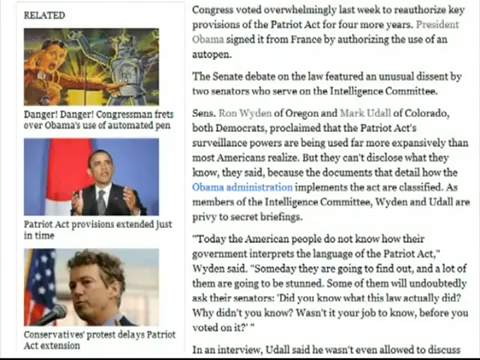 RELATED
Danger! Danger! Congressman frets
over Obama's use of automated pen
Patriot Act provisions extended just
in time
Conservatives' protest delays Patriot
Act extension
Congress voted overwhelmingly last week to reauthorize key
provisions of the Patriot Act for four more years. President
Obama signed it from France by authorizing the use of an
autopen.
The Senate debate on the law featured an unusual dissent by
two senators who serve on the Intelligence Committee.
Sens. Ron Wyden of Oregon and Mark Udall of Colorado,
both Democrats, proclaimed that the Patriot Act's
surveillance powers are being used far more expansively than
most Americans realize. But they can't disclose what they
know, they said, because the documents that detail how the
Obama administration implements the act are classified. As
members of the Intelligence Committee, Wyden and Udall are
privy to secret briefings.
"Today the American people do not know how their
government interprets the language of the Patriot Act,"
Wyden said. "Someday they are going to find out, and a lot of
them are going to be stunned. Some of them will undoubtedly
ask their senators: 'Did you know what this law actually did?
Why didn't you know? Wasn't it your job to know, before you
voted on it?' "
In an interview, Udall said he wasn't even allowed to discuss